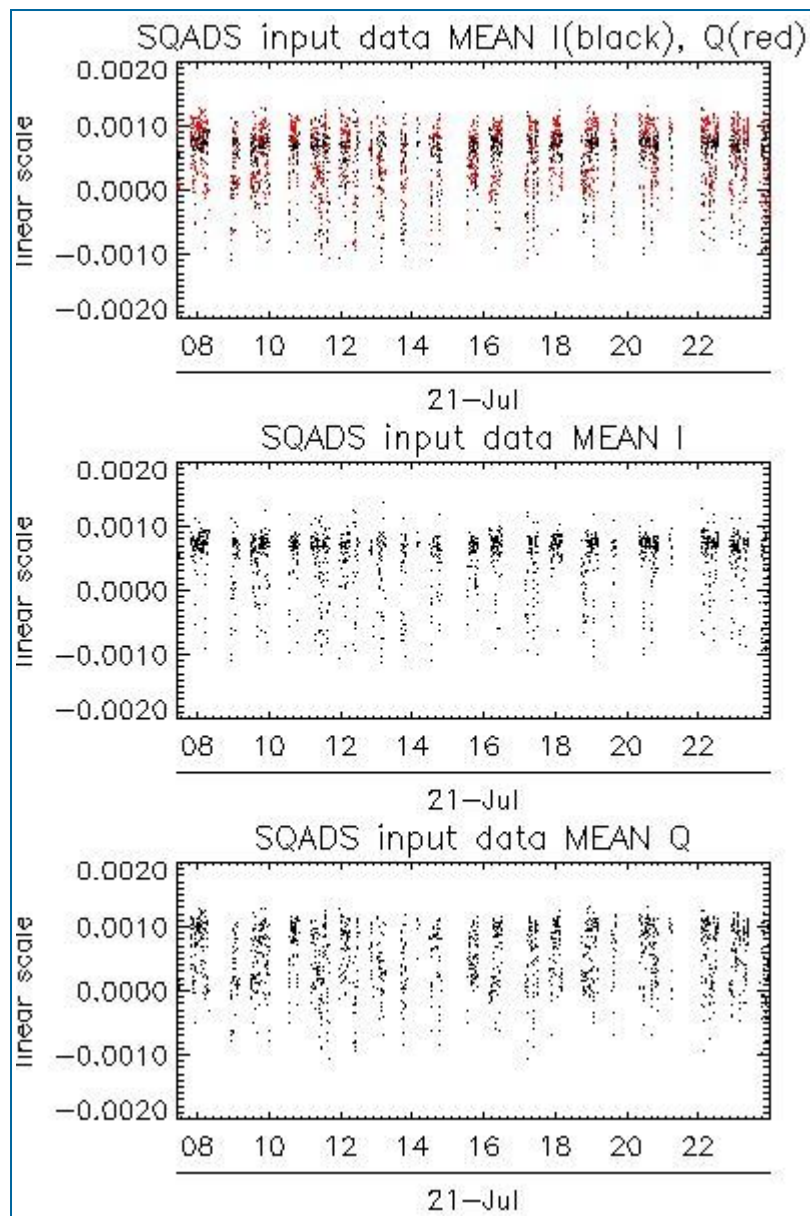 SQADS input data MEAN I(black), Q(red)
0.0020
0.0010
0.0000
−0.0010
−0.0020
linear scale
08 10 12 14 16 18 20 22
21−Jul
SQADS input data MEAN I
0.0020
0.0010
0.0000
−0.0010
−0.0020
linear scale
08 10 12 14 16 18 20 22
21−Jul
SQADS input data MEAN Q
0.0020
0.0010
0.0000
−0.0010
−0.0020
linear scale
08 10 12 14 16 18 20 22
21−Jul